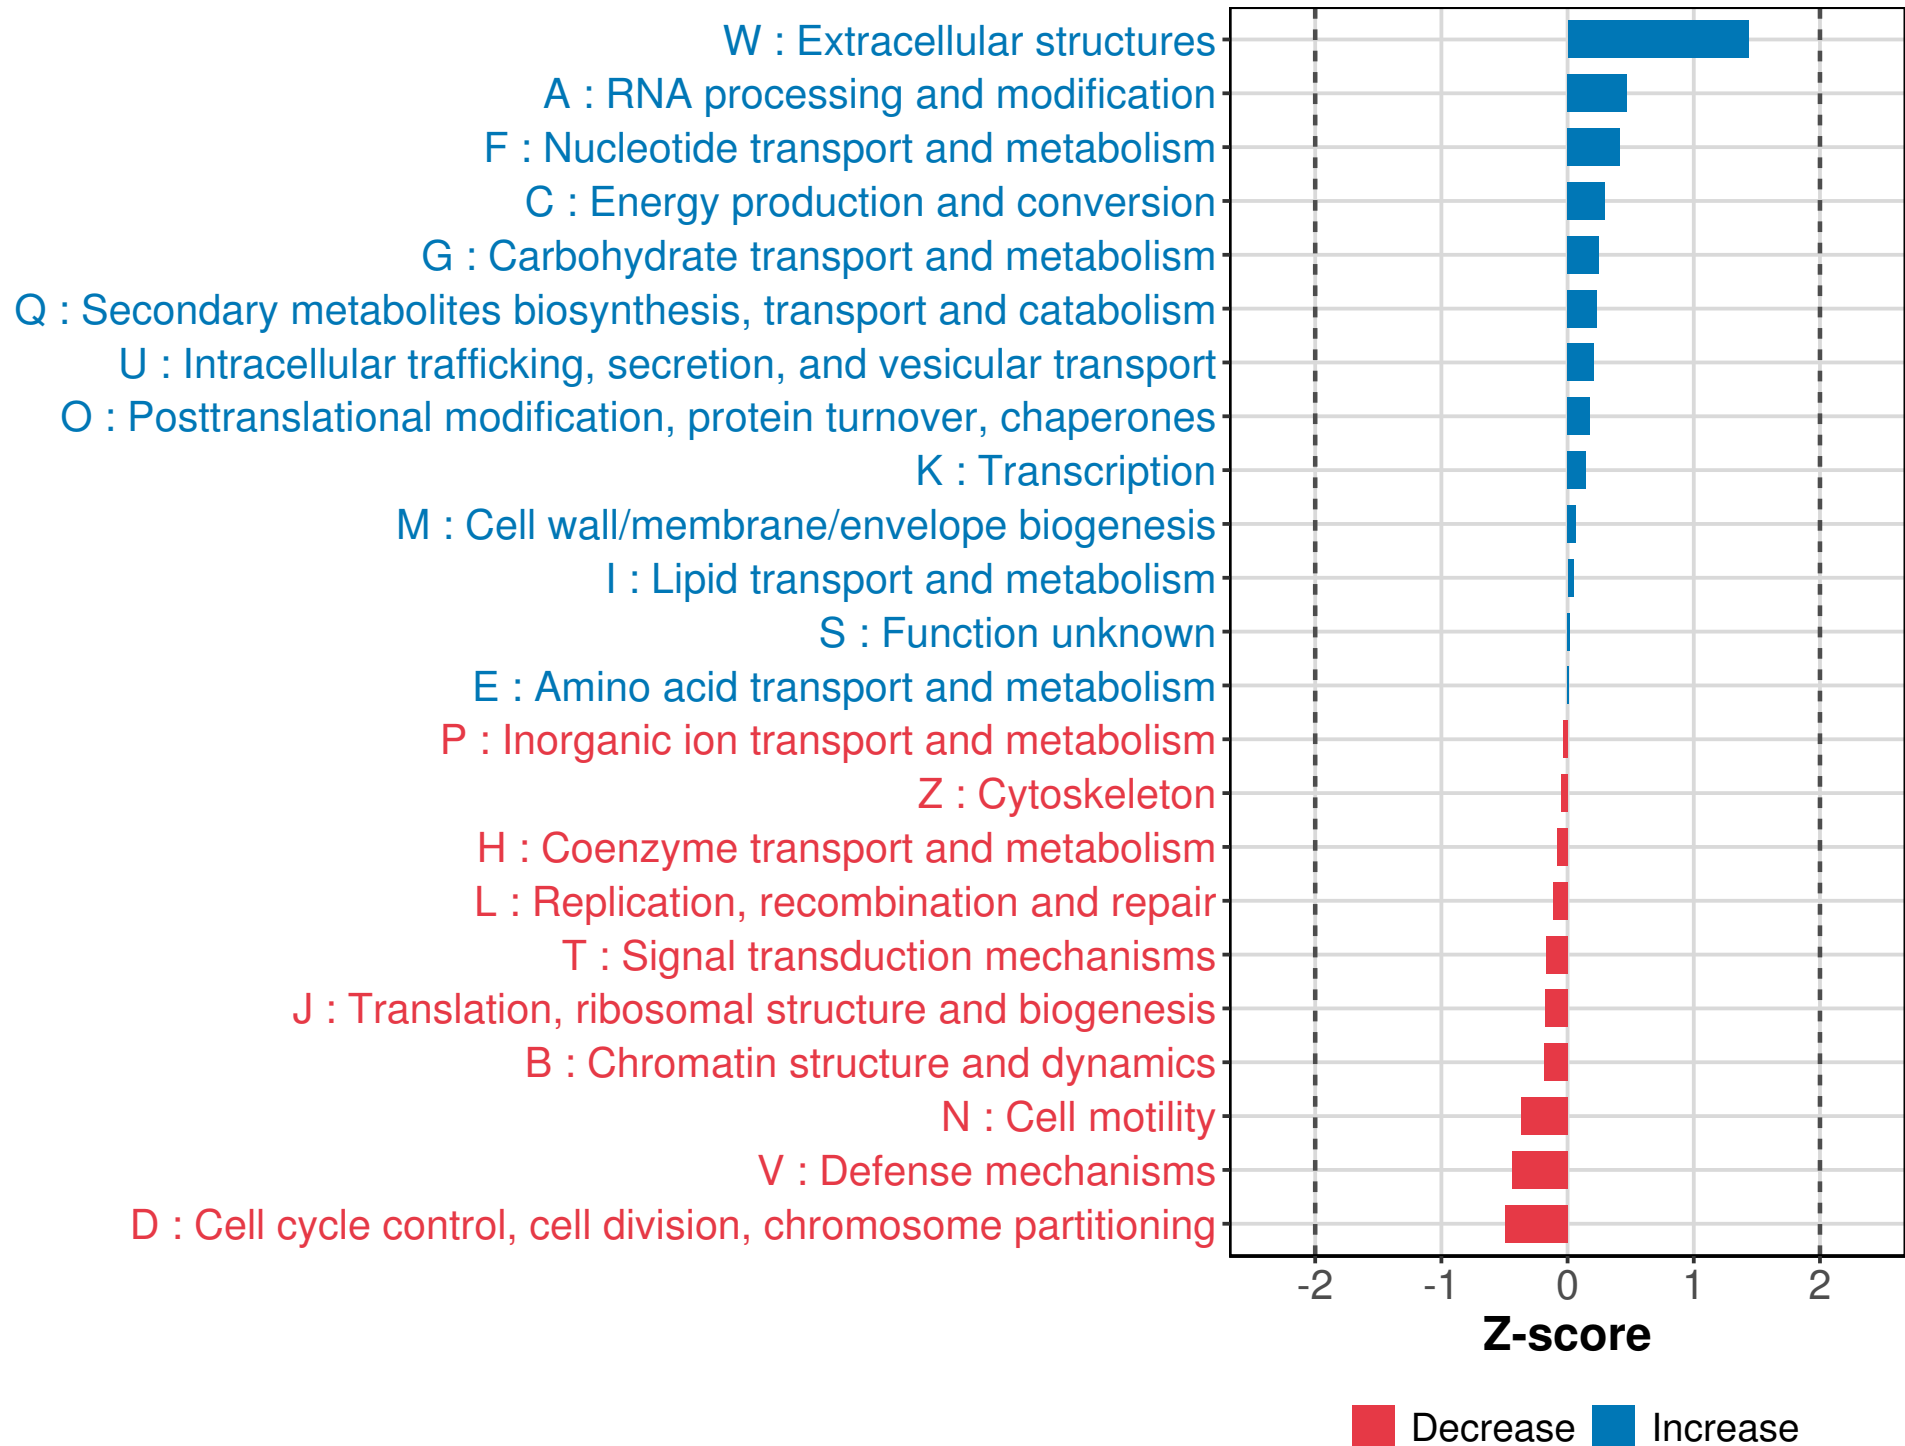 W : Extracellular structures
A : RNA processing and modification
F : Nucleotide transport and metabolism
C : Energy production and conversion
G : Carbohydrate transport and metabolism
Q : Secondary metabolites biosynthesis, transport and catabolism
U : Intracellular trafficking, secretion, and vesicular transport
O : Posttranslational modification, protein turnover, chaperones
K : Transcription
M : Cell wall/membrane/envelope biogenesis
I : Lipid transport and metabolism
S : Function unknown
E : Amino acid transport and metabolism
P : Inorganic ion transport and metabolism
Z : Cytoskeleton
H : Coenzyme transport and metabolism
L : Replication, recombination and repair
T : Signal transduction mechanisms
J : Translation, ribosomal structure and biogenesis
B : Chromatin structure and dynamics
N : Cell motility
V : Defense mechanisms
D : Cell cycle control, cell division, chromosome partitioning
-2 -1 0 1 2
Z-score
Decrease Increase